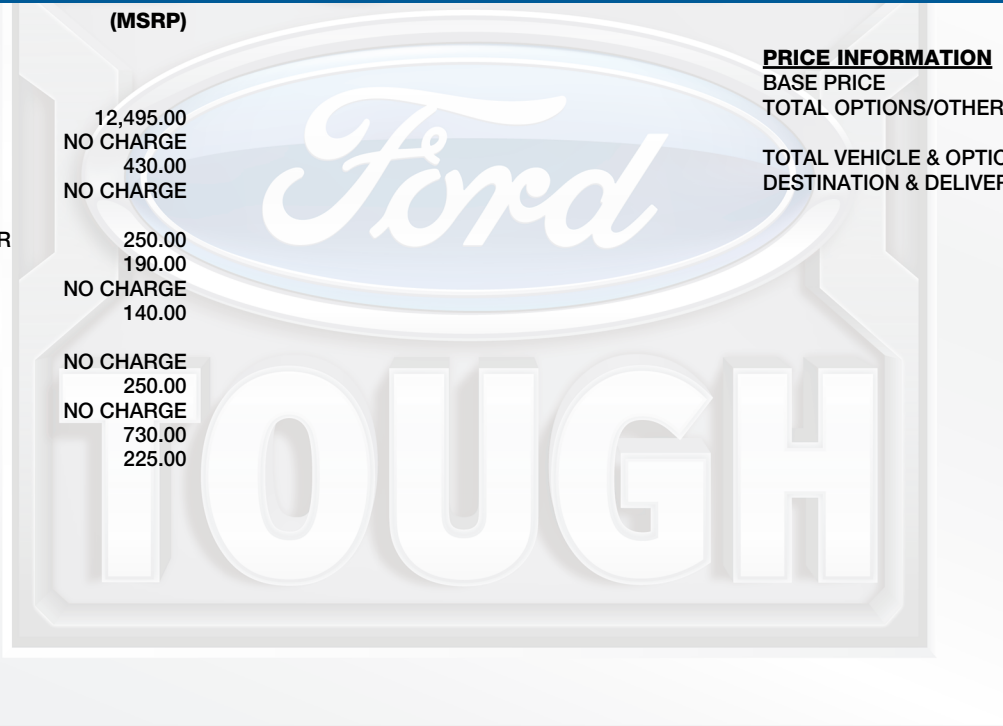 (MSRP)
12,495.00
NO CHARGE
430.00
NO CHARGE
R 250.00
190.00
NO CHARGE
140.00
NO CHARGE
250.00
NO CHARGE
730.00
225.00
PRICE INFORMATION
BASE PRICE
TOTAL OPTIONS/OTHER
TOTAL VEHICLE & OPTIO
DESTINATION & DELIVER
Ford
TOUGH